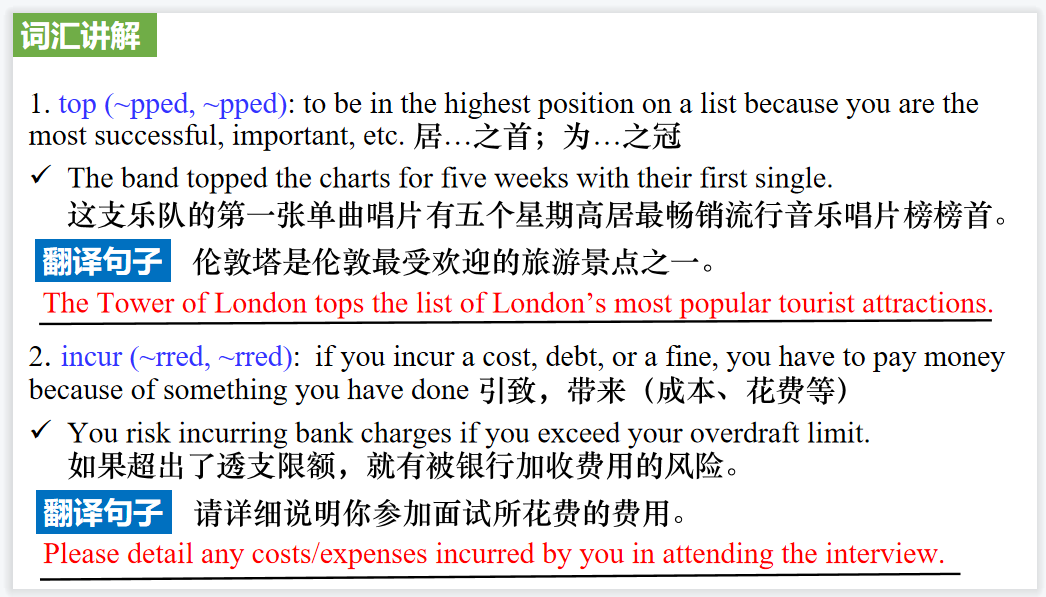 词汇讲解
1. top (~pped, ~pped): to be in the highest position on a list because you are the
most successful, important, etc. 居…之首；为…之冠
✓ The band topped the charts for five weeks with their first single.
这支乐队的第一张单曲唱片有五个星期高居最畅销流行音乐唱片榜榜首。
翻译句子 伦敦塔是伦敦最受欢迎的旅游景点之一。
The Tower of London tops the list of London’s most popular tourist attractions.
2. incur (~rred, ~rred): if you incur a cost, debt, or a fine, you have to pay money
because of something you have done 引致，带来（成本、花费等）
✓ You risk incurring bank charges if you exceed your overdraft limit.
如果超出了透支限额，就有被银行加收费用的风险。
翻译句子 请详细说明你参加面试所花费的费用。
Please detail any costs/expenses incurred by you in attending the interview.